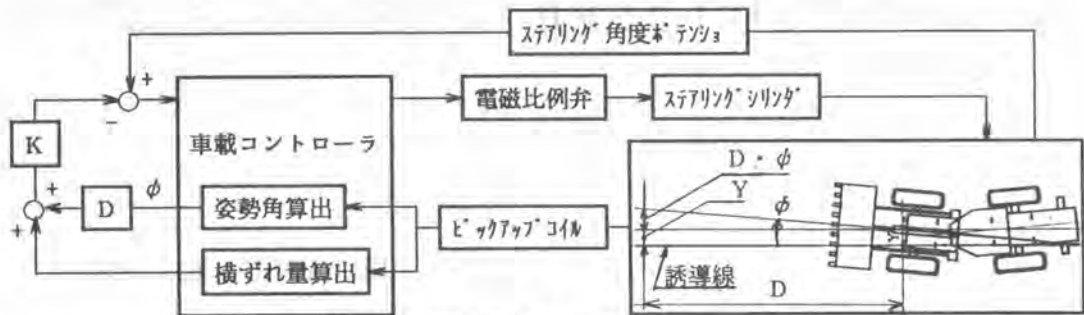 ステアリング角度ポテンショ
+
-
電磁比例弁
ステアリングシリンダ
K
車載コントローラ
D・φ
Y
φ
+
D
φ
姿勢角算出
ピックアップコイル
+
横ずれ量算出
誘導線
Y
D